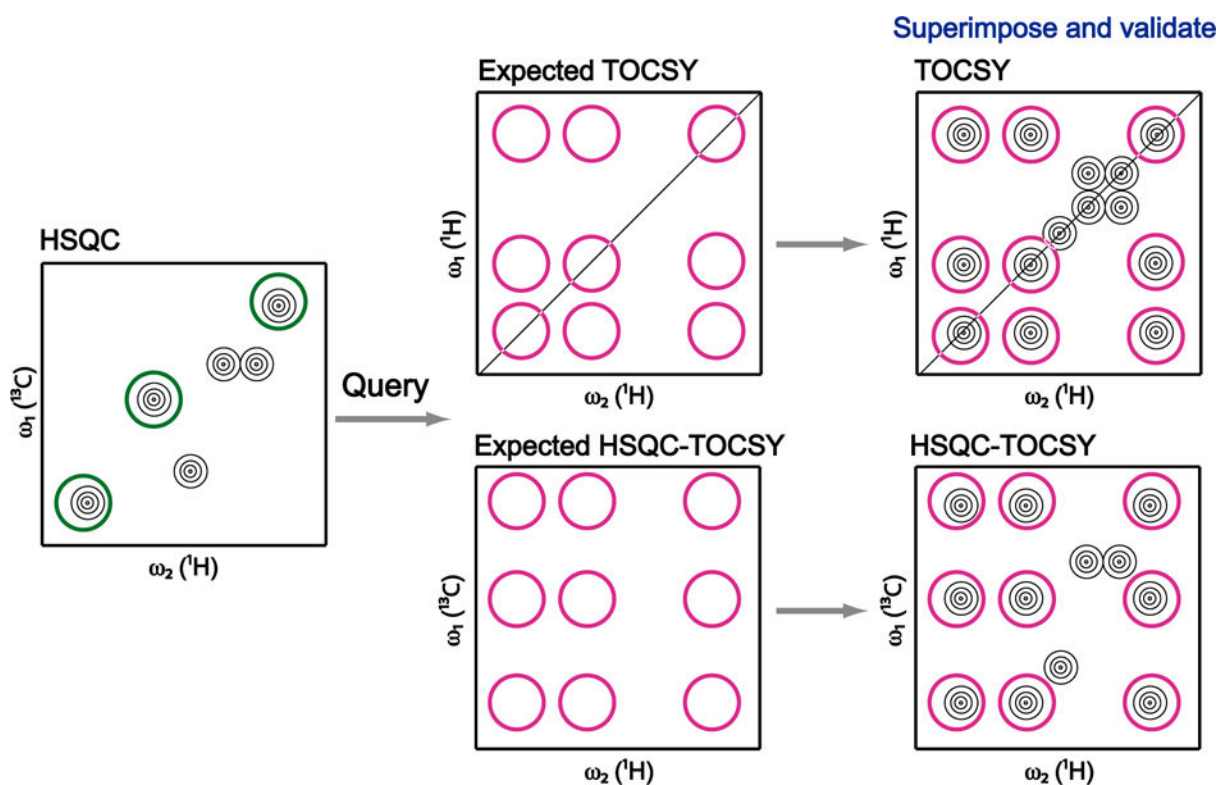 Superimpose and validate
Expected TOCSY
TOCSY
ω₁ (¹H)
ω₁ (¹H)
HSQC
ω₂ (¹H)
ω₂ (¹H)
Query
ω₁ (¹³C)
Expected HSQC-TOCSY
HSQC-TOCSY
ω₂ (¹H)
ω₁ (¹³C)
ω₁ (¹³C)
ω₂ (¹H)
ω₂ (¹H)